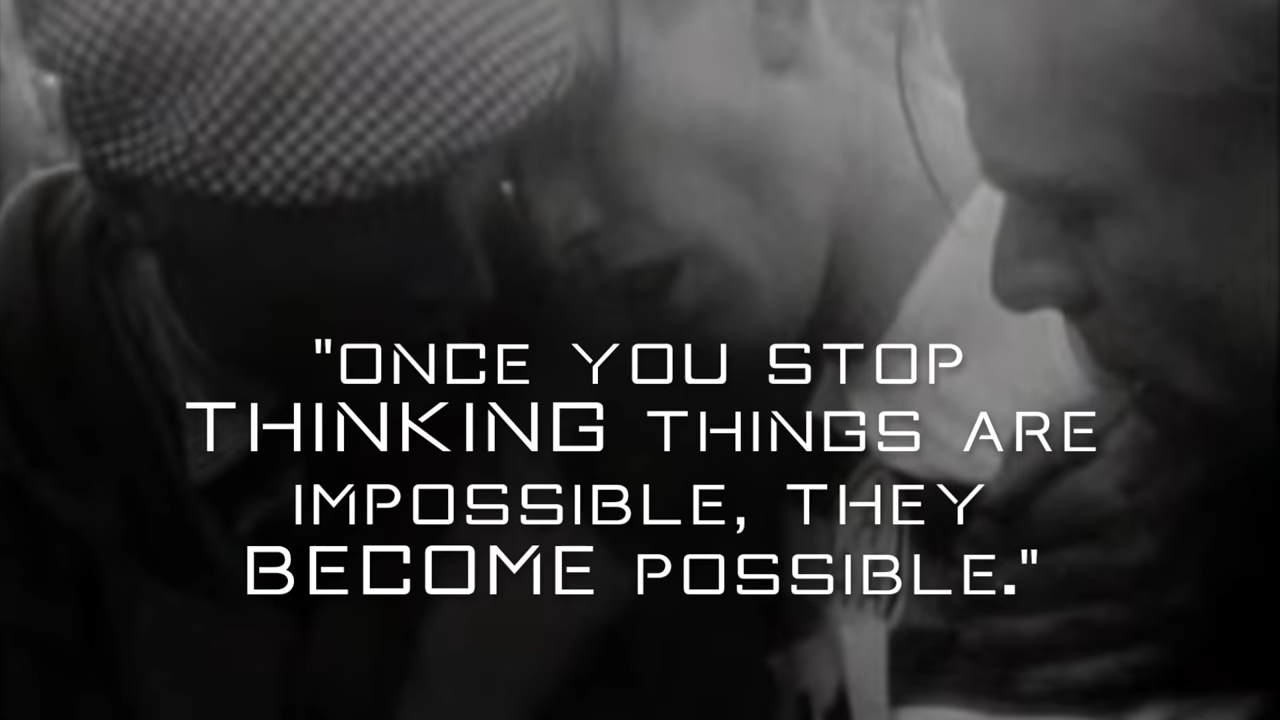 "ONCE YOU STOP
THINKING THINGS ARE
IMPOSSIBLE, THEY
BECOME POSSIBLE."